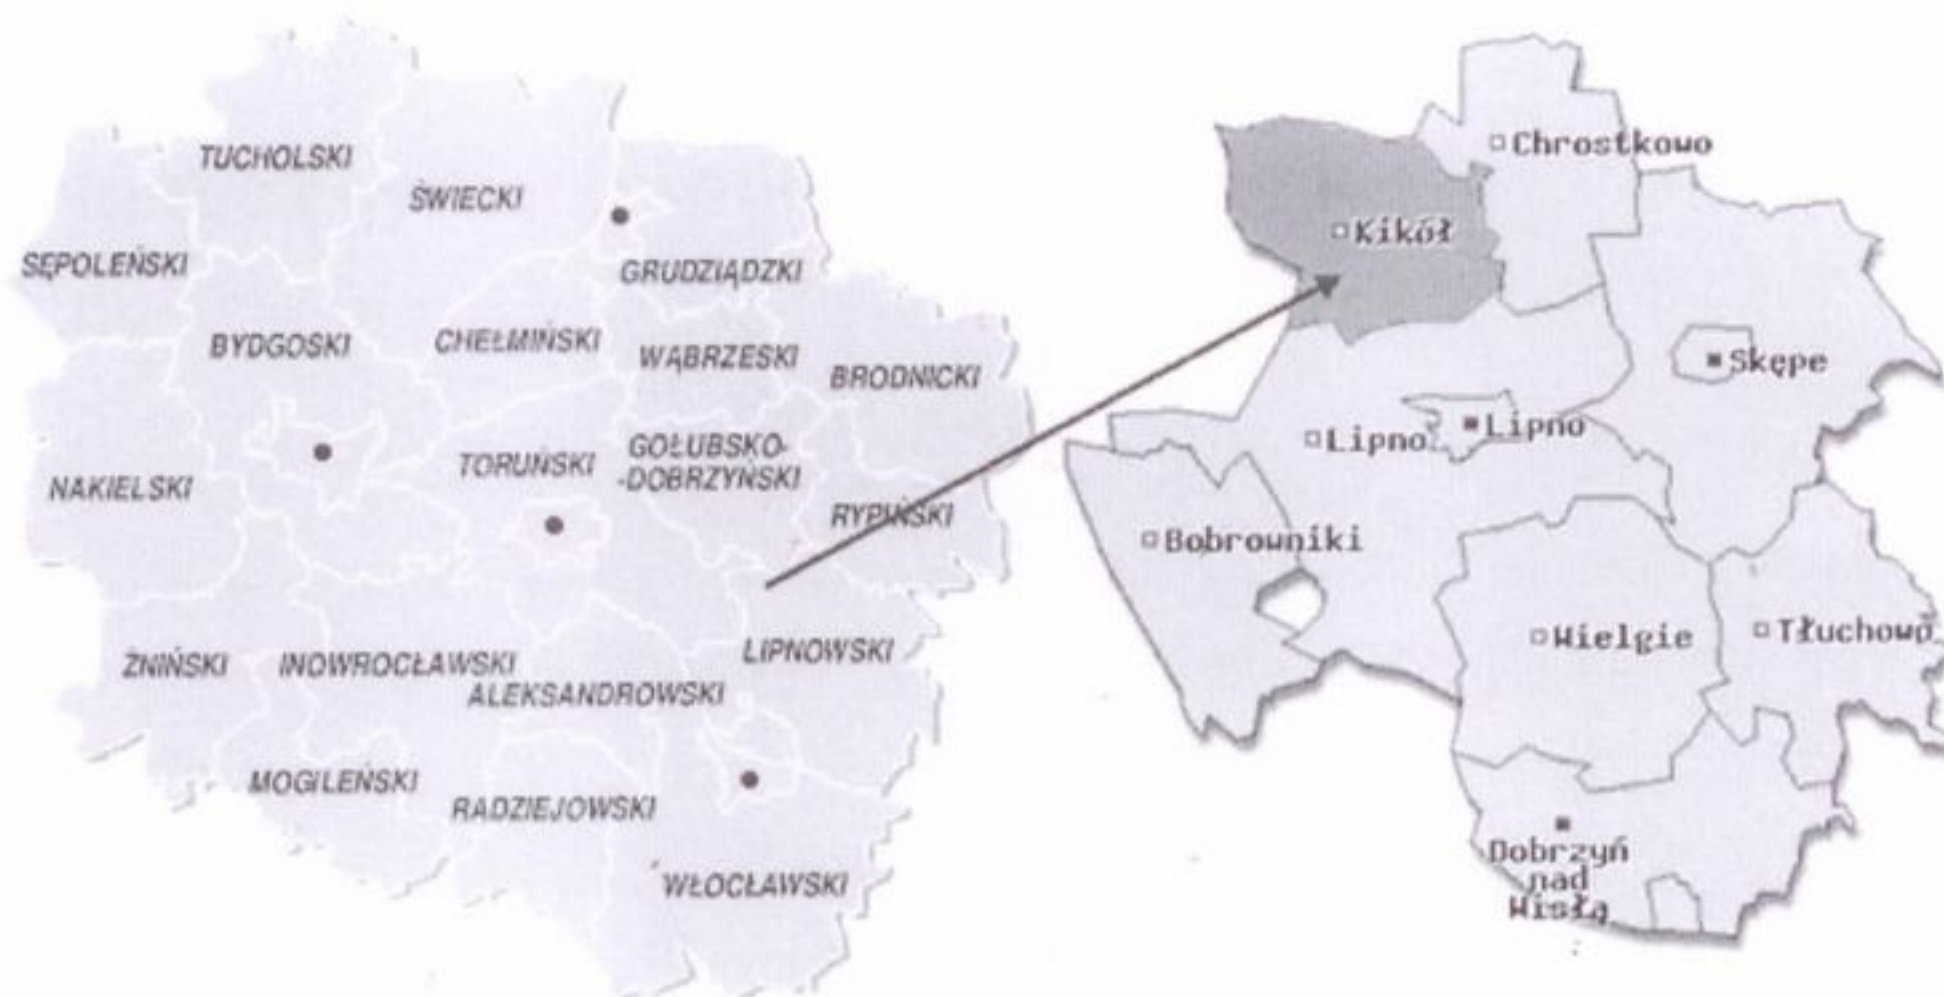 TUCHOLSKI
ŚWIECKI
SĘPOLEŃSKI
GRUDZIĄDZKI
BYDGOSKI
CHEŁMIŃSKI
WĄBRZESKI
BRODNICKI
NAKIELSKI
TORUŃSKI
GOŁUBSKO-
-DOBRZYŃSKI
RYPIŃSKI
ŻNIŃSKI
INOWROCŁAWSKI
ALEKSANDROWSKI
LIPNOWSKI
MOGILEŃSKI
RADZIEJOWSKI
WŁOCŁAWSKI
Chrostkowo
Kikół
Skępe
Lipno
Lipno
Bobrowniki
Wielgie
Tłuchowo
Dobrzyń
nad
Wisłą